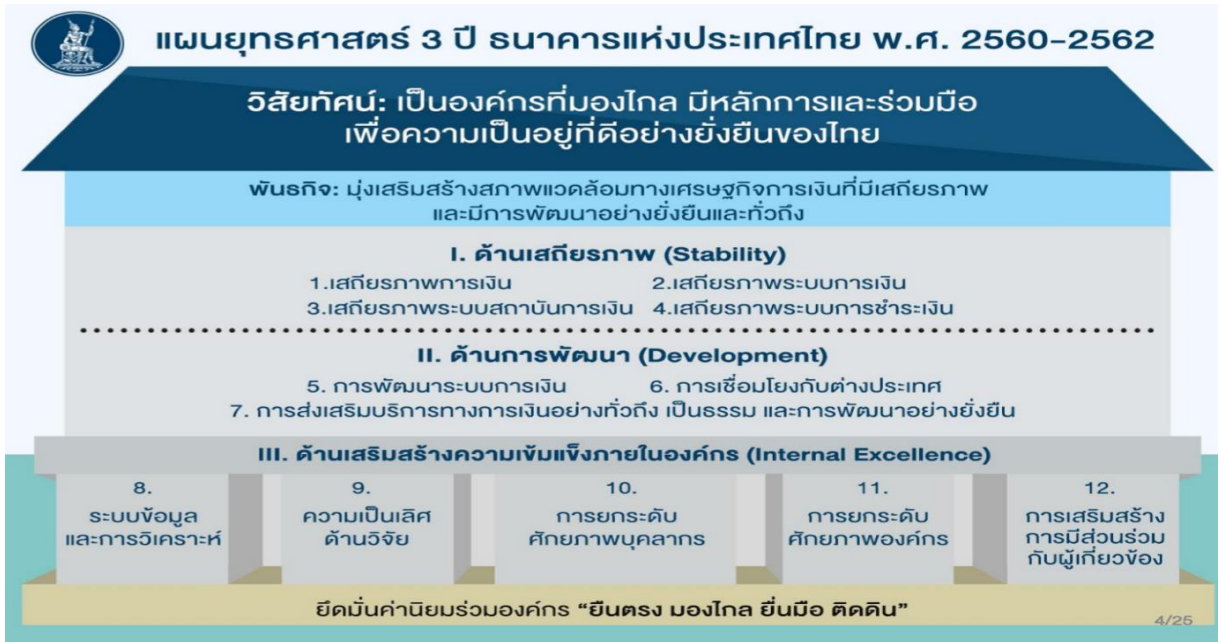 แผนยุทธศาสตร์ 3 ปี ธนาคารแห่งประเทศไทย พ.ศ. 2560-2562
วิสัยทัศน์: เป็นองค์กรที่มองไกล มีหลักการและร่วมมือ
เพื่อความเป็นอยู่ที่ดีอย่างยั่งยืนของไทย
พันธกิจ: มุ่งเสริมสร้างสภาพแวดล้อมทางเศรษฐกิจการเงินที่มีเสถียรภาพ
และมีการพัฒนาอย่างยั่งยืนและทั่วถึง
I. ด้านเสถียรภาพ (Stability)
1.เสถียรภาพการเงิน 2.เสถียรภาพระบบการเงิน
3.เสถียรภาพระบบสถาบันการเงิน 4.เสถียรภาพระบบการชำระเงิน
II. ด้านการพัฒนา (Development)
5. การพัฒนาระบบการเงิน 6. การเชื่อมโยงกับต่างประเทศ
7. การส่งเสริมบริการทางการเงินอย่างทั่วถึง เป็นธรรม และการพัฒนาอย่างยั่งยืน
III. ด้านเสริมสร้างความเข้มแข็งภายในองค์กร (Internal Excellence)
8.
ระบบข้อมูล
และการวิเคราะห์
9.
ความเป็นเลิศ
ด้านวิจัย
10.
การยกระดับ
ศักยภาพบุคลากร
11.
การยกระดับ
ศักยภาพองค์กร
12.
การเสริมสร้าง
การมีส่วนร่วม
กับผู้เกี่ยวข้อง
ยึดมั่นค่านิยมร่วมองค์กร “ยืนตรง มองไกล ยื่นมือ ติดดิน”
4/25